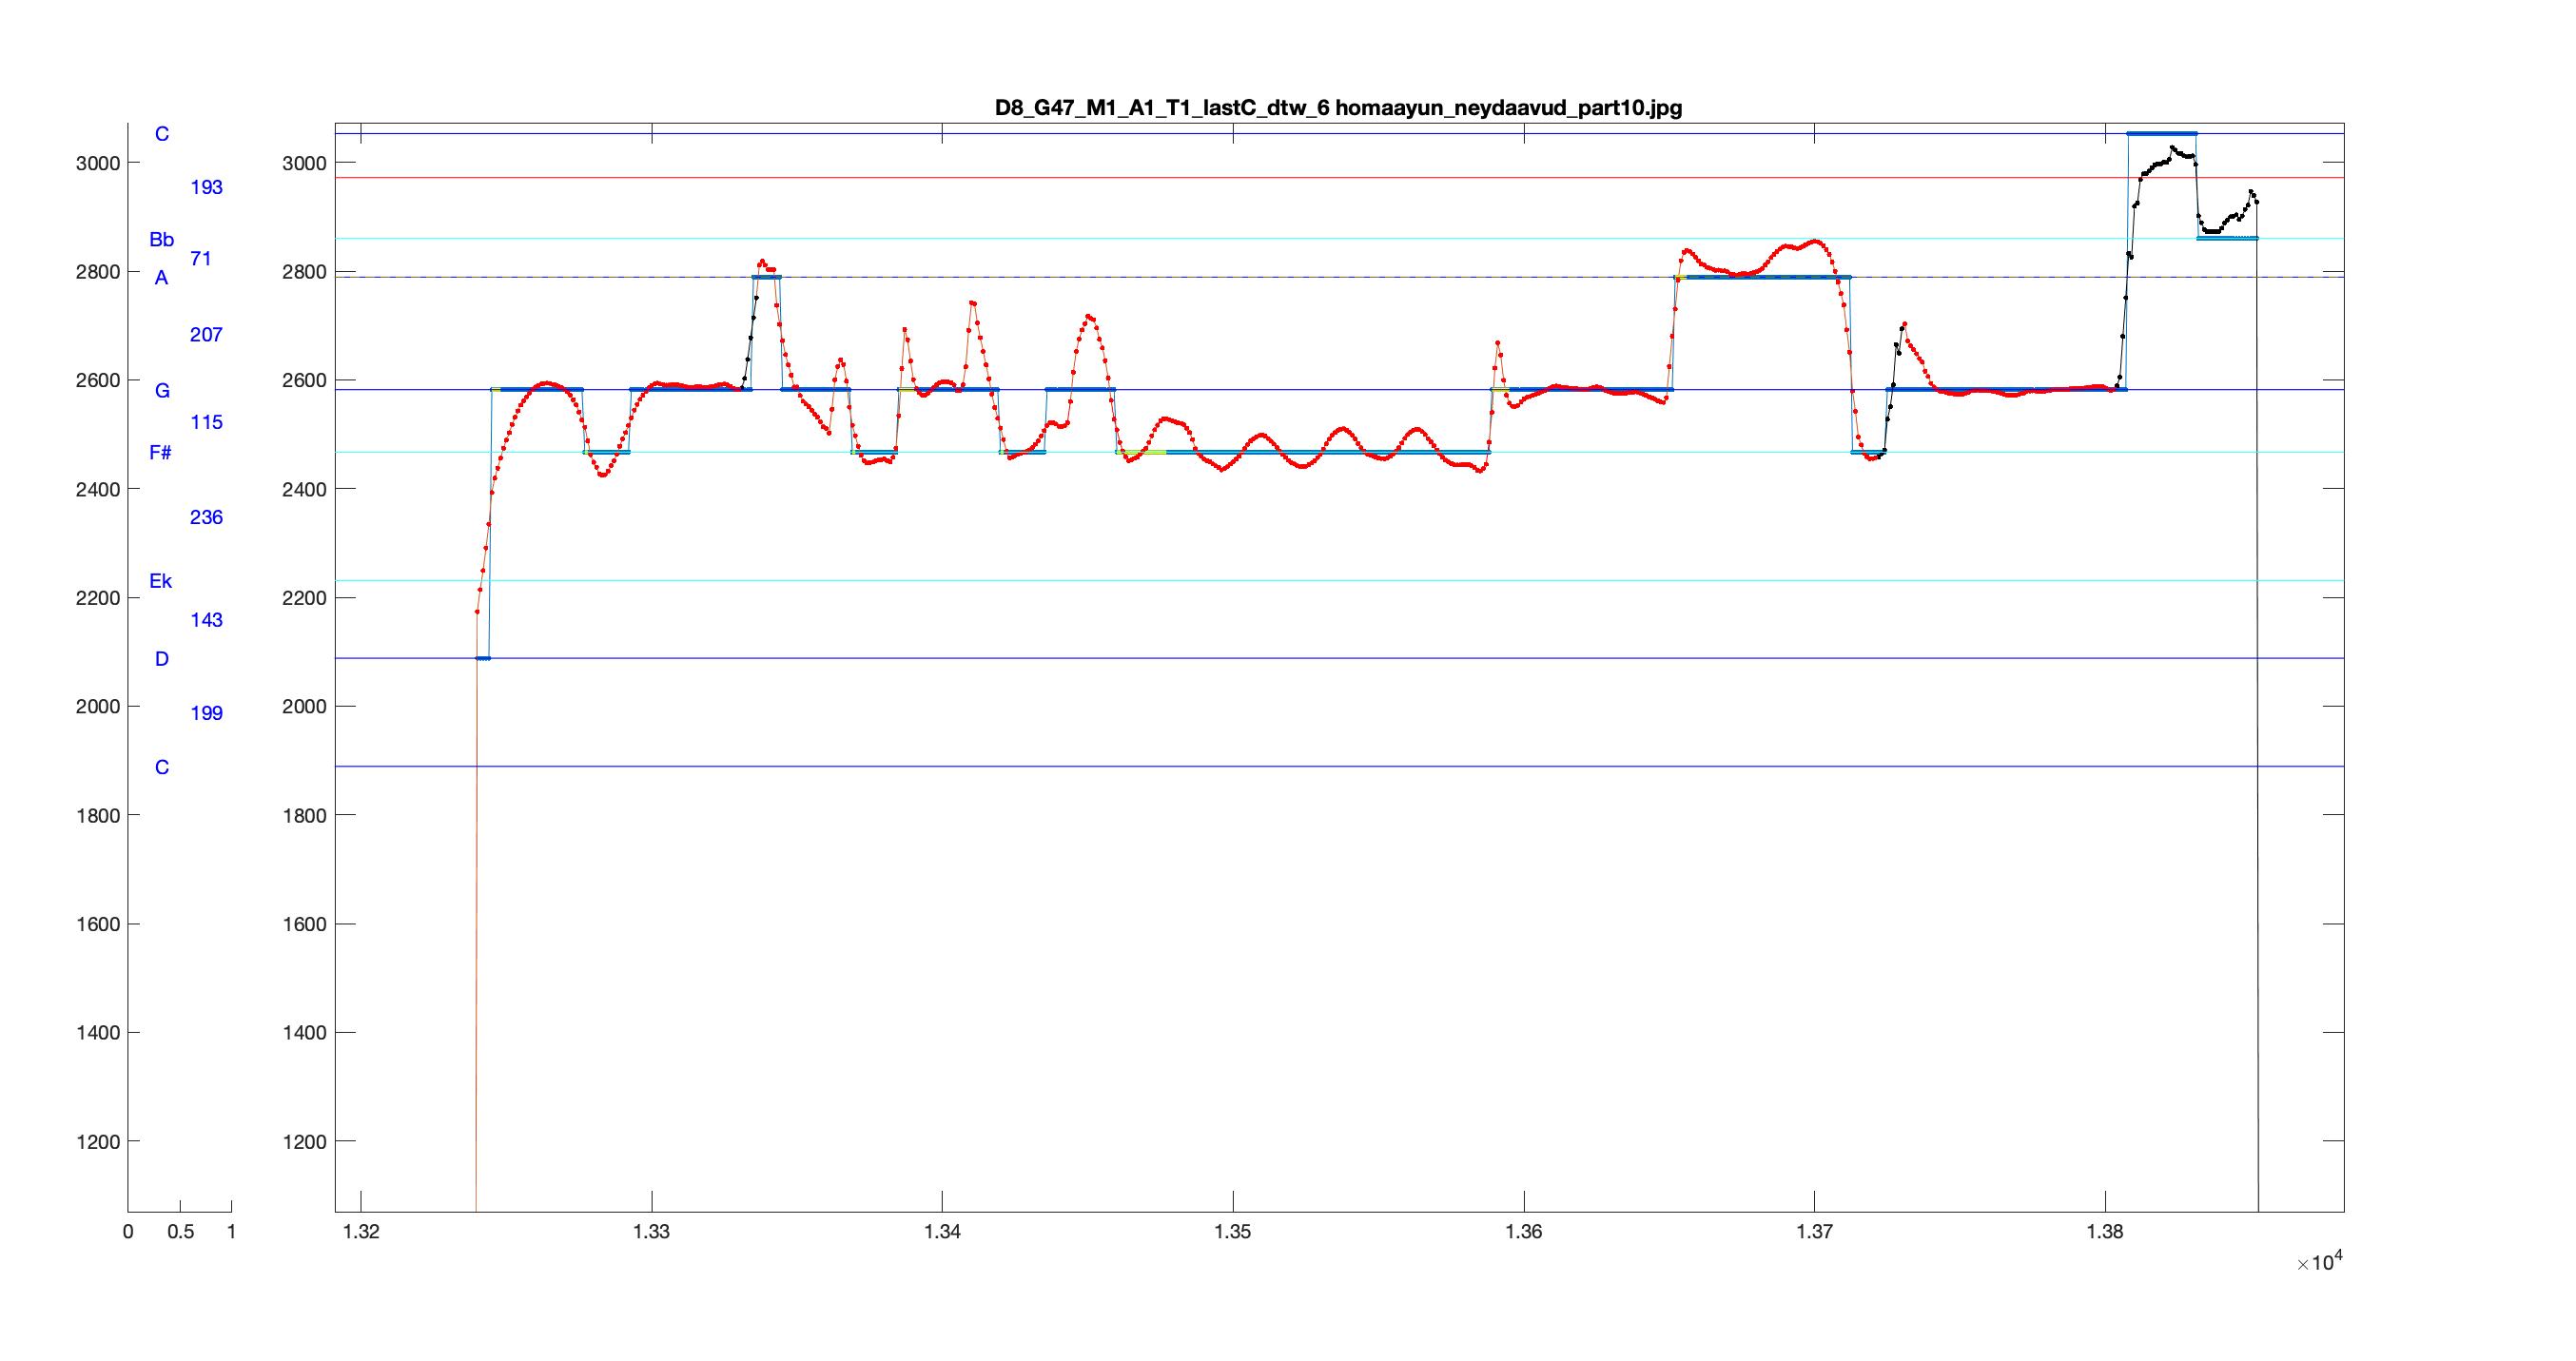 D8_G47_M1_A1_T1_lastC_dtw_6 homaayun_neydaavud_part10.jpg
C
3000 3000
193
Bb
71
2800 A 2800
207
2600 G 2600
115
F#
2400 2400
236
Ek
2200 2200
143
D
2000 2000
199
C
1800 1800
1600 1600
1400 1400
1200 1200
0 0.5 1 1.32 1.33 1.34 1.35 1.36 1.37 1.38
×10^4